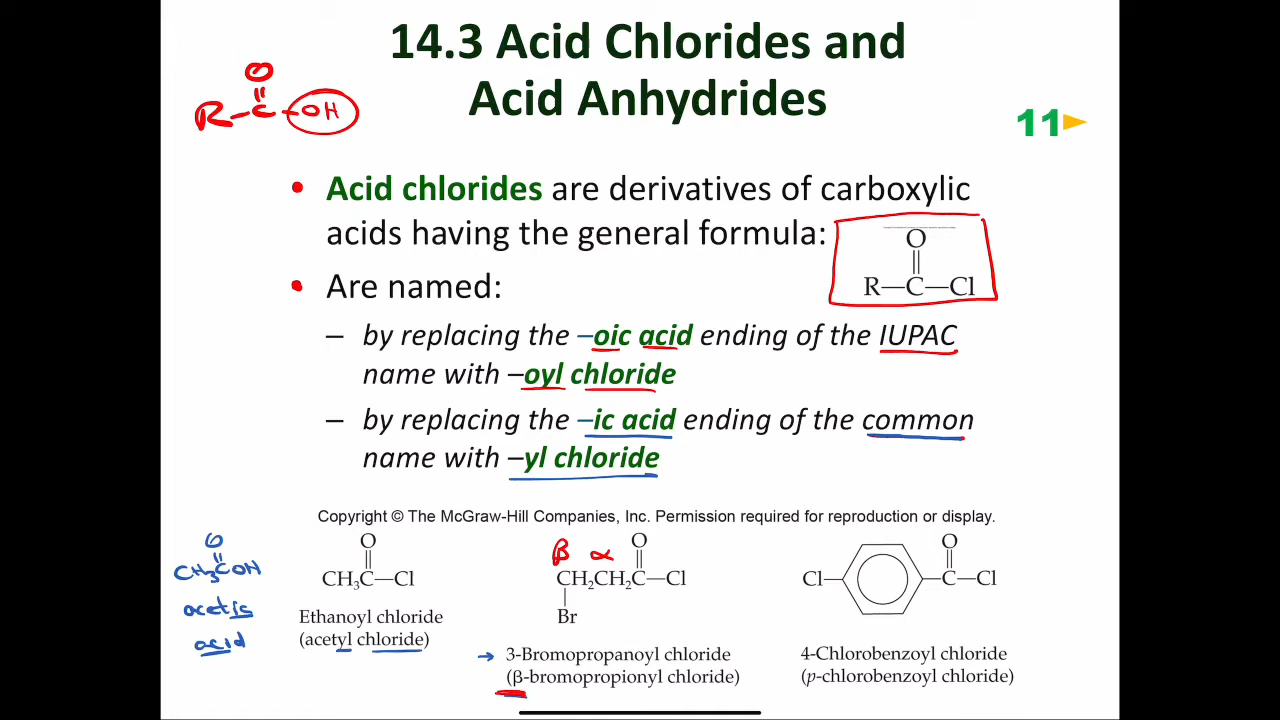 14.3 Acid Chlorides and
Acid Anhydrides
O
R–C–OH
11
• Acid chlorides are derivatives of carboxylic
acids having the general formula:
O
R—C—Cl
• Are named:
– by replacing the –oic acid ending of the IUPAC
name with –oyl chloride
– by replacing the –ic acid ending of the common
name with –yl chloride
Copyright © The McGraw-Hill Companies, Inc. Permission required for reproduction or display.
O
CH₃COH
acetic
acid
O
CH₃C—Cl
Ethanoyl chloride
(acetyl chloride)
β α O
CH₂CH₂C—Cl
Br
3-Bromopropanoyl chloride
(β-bromopropionyl chloride)
O
Cl C—Cl
4-Chlorobenzoyl chloride
(p-chlorobenzoyl chloride)